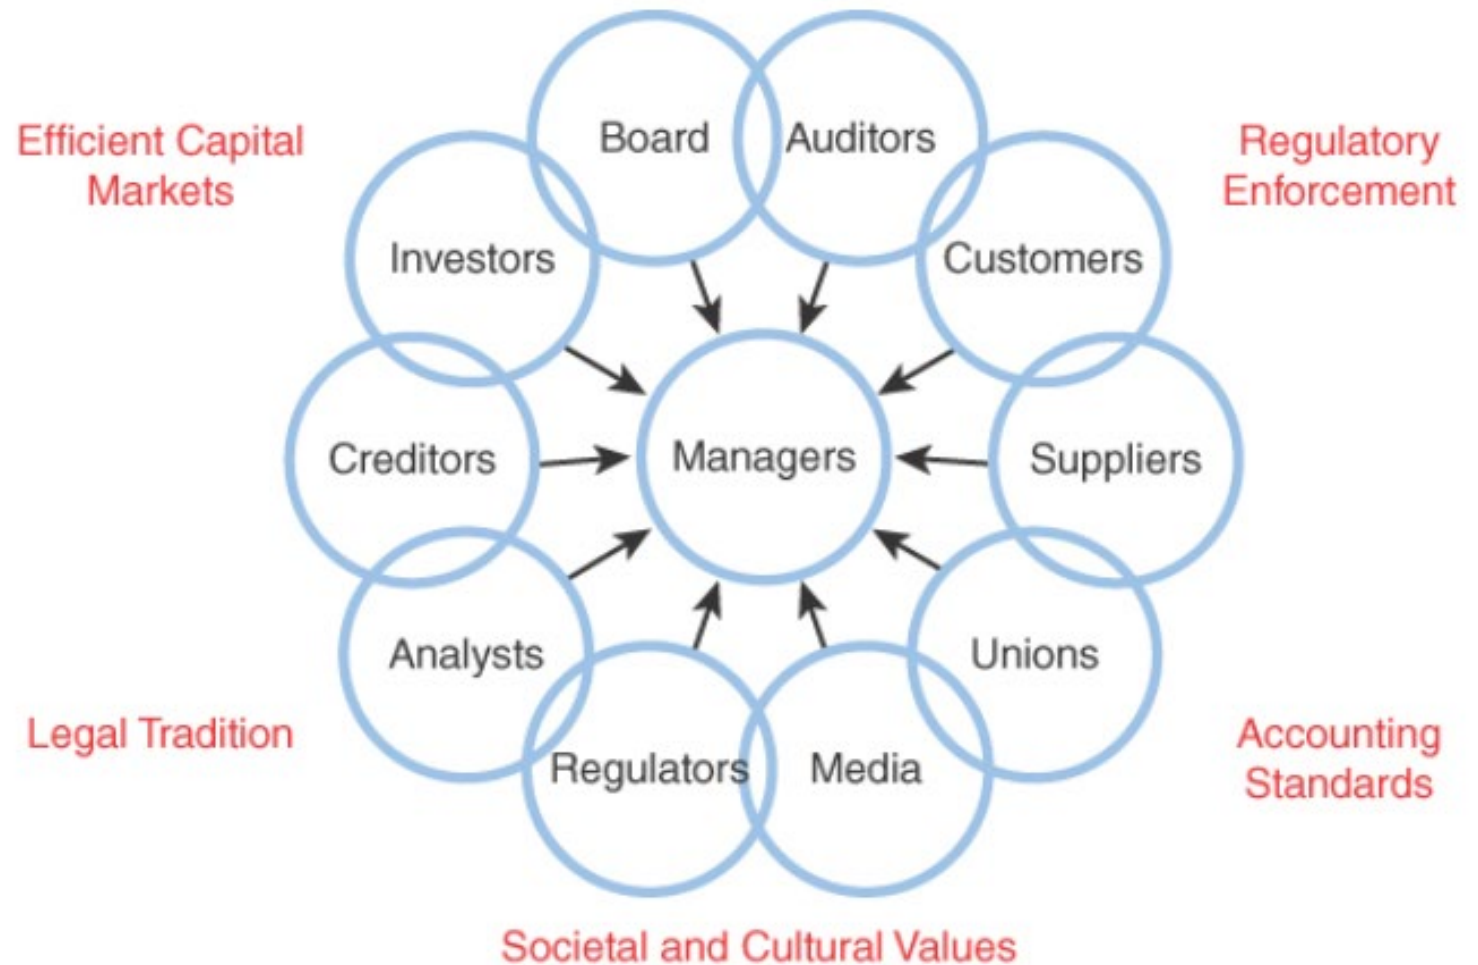 Board
Auditors
Efficient Capital
Markets
Regulatory
Enforcement
Investors
Customers
Creditors
Managers
Suppliers
Analysts
Unions
Legal Tradition
Regulators
Media
Accounting
Standards
Societal and Cultural Values